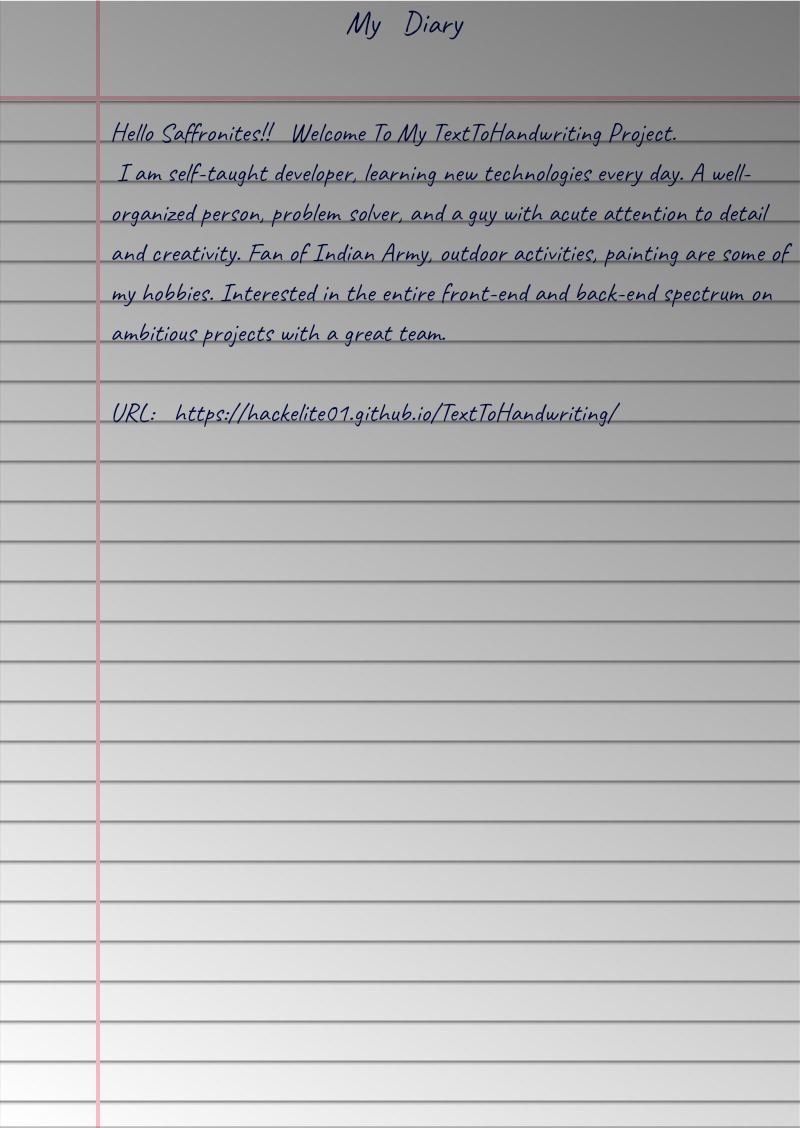 My Diary
Hello Saffronites!! Welcome To My TextToHandwriting Project.
I am self-taught developer, learning new technologies every day. A well-
organized person, problem solver, and a guy with acute attention to detail
and creativity. Fan of Indian Army, outdoor activities, painting are some of
my hobbies. Interested in the entire front-end and back-end spectrum on
ambitious projects with a great team.
URL: https://hackelite01.github.io/TextToHandwriting/